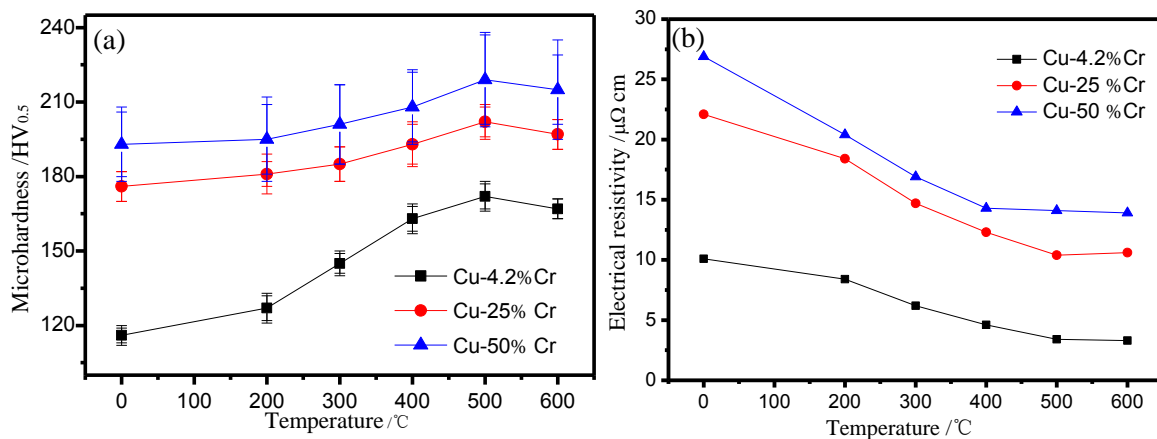 (a)
Microhardness /HV0.5
240
210
180
150
120
Cu-4.2%Cr
Cu-25% Cr
Cu-50% Cr
0 100 200 300 400 500 600
Temperature /℃
(b)
Electrical resistivity /μΩ cm
30
25
20
15
10
5
0
Cu-4.2%Cr
Cu-25 %Cr
Cu-50 %Cr
0 100 200 300 400 500 600
Temperature /℃